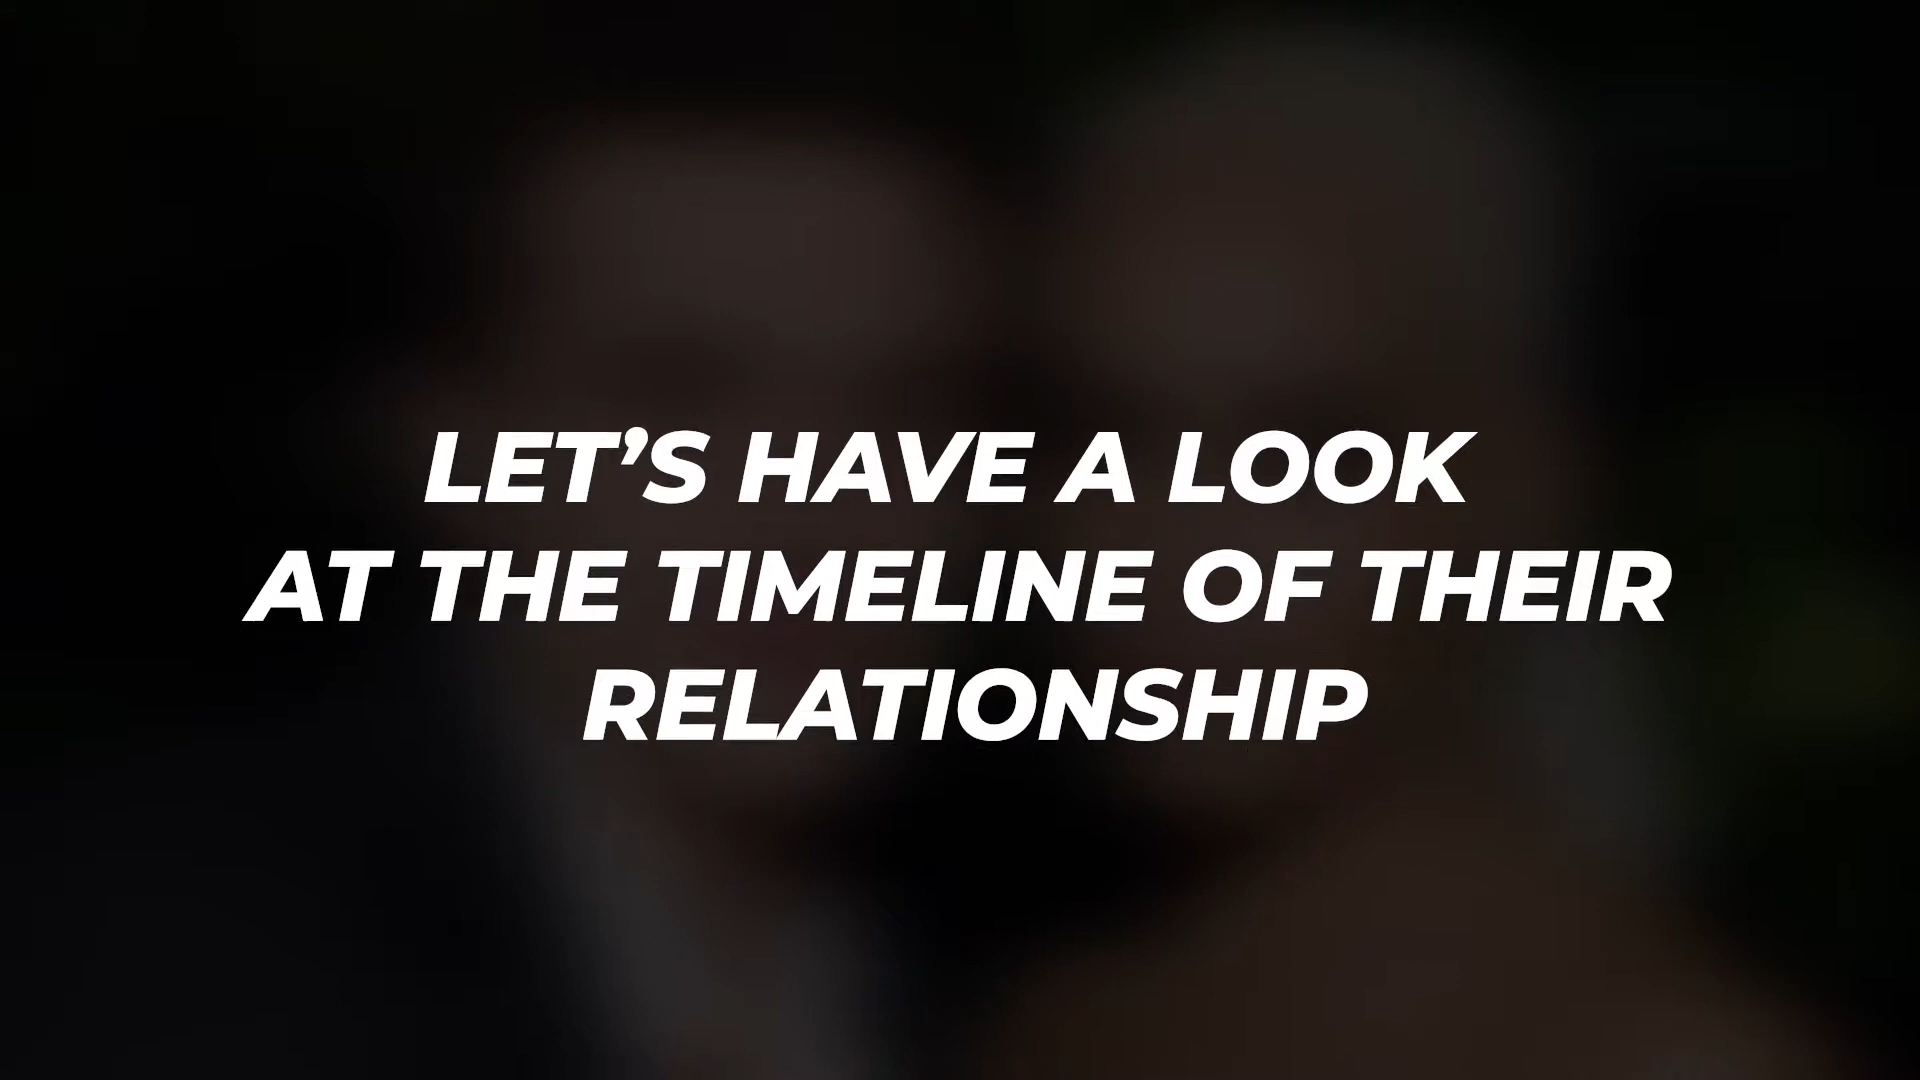 LET’S HAVE A LOOK
AT THE TIMELINE OF THEIR
RELATIONSHIP